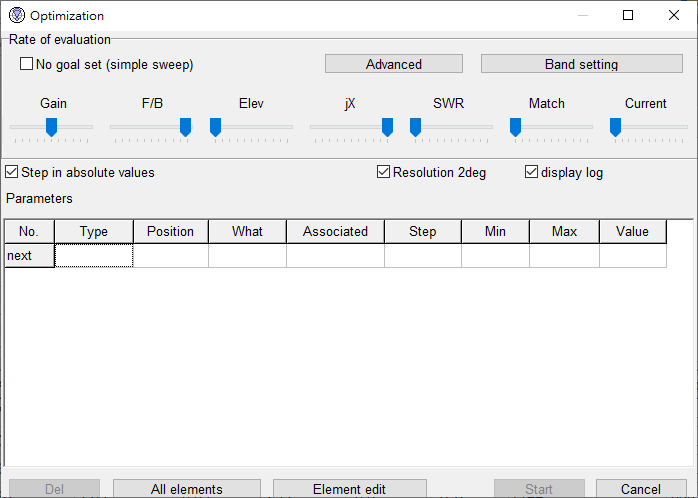 Optimization
Rate of evaluation
No goal set (simple sweep) Advanced Band setting
Gain F/B Elev jX SWR Match Current
Step in absolute values Resolution 2deg display log
Parameters
No. Type Position What Associated Step Min Max Value
next
Del All elements Element edit Start Cancel